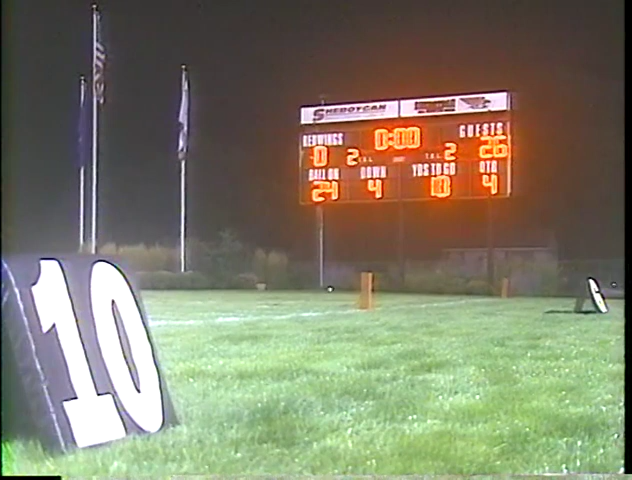 SHEBOYGAN
REDWINGS 0:00 GUESTS
0 2 T.O.L. T.O.L. 2 26
BALL ON DOWN YDS TO GO QTR
24 4 10 4
10